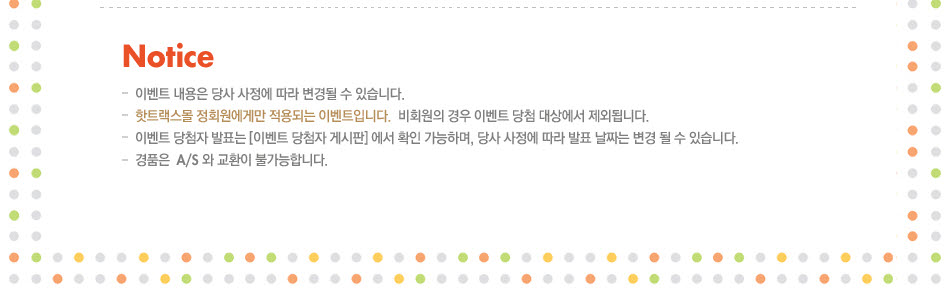 Notice
- 이벤트 내용은 당사 사정에 따라 변경될 수 있습니다.
- 핫트랙스몰 정회원에게만 적용되는 이벤트입니다. 비회원의 경우 이벤트 당첨 대상에서 제외됩니다.
- 이벤트 당첨자 발표는 [이벤트 당첨자 게시판] 에서 확인 가능하며, 당사 사정에 따라 발표 날짜는 변경 될 수 있습니다.
- 경품은 A/S 와 교환이 불가능합니다.